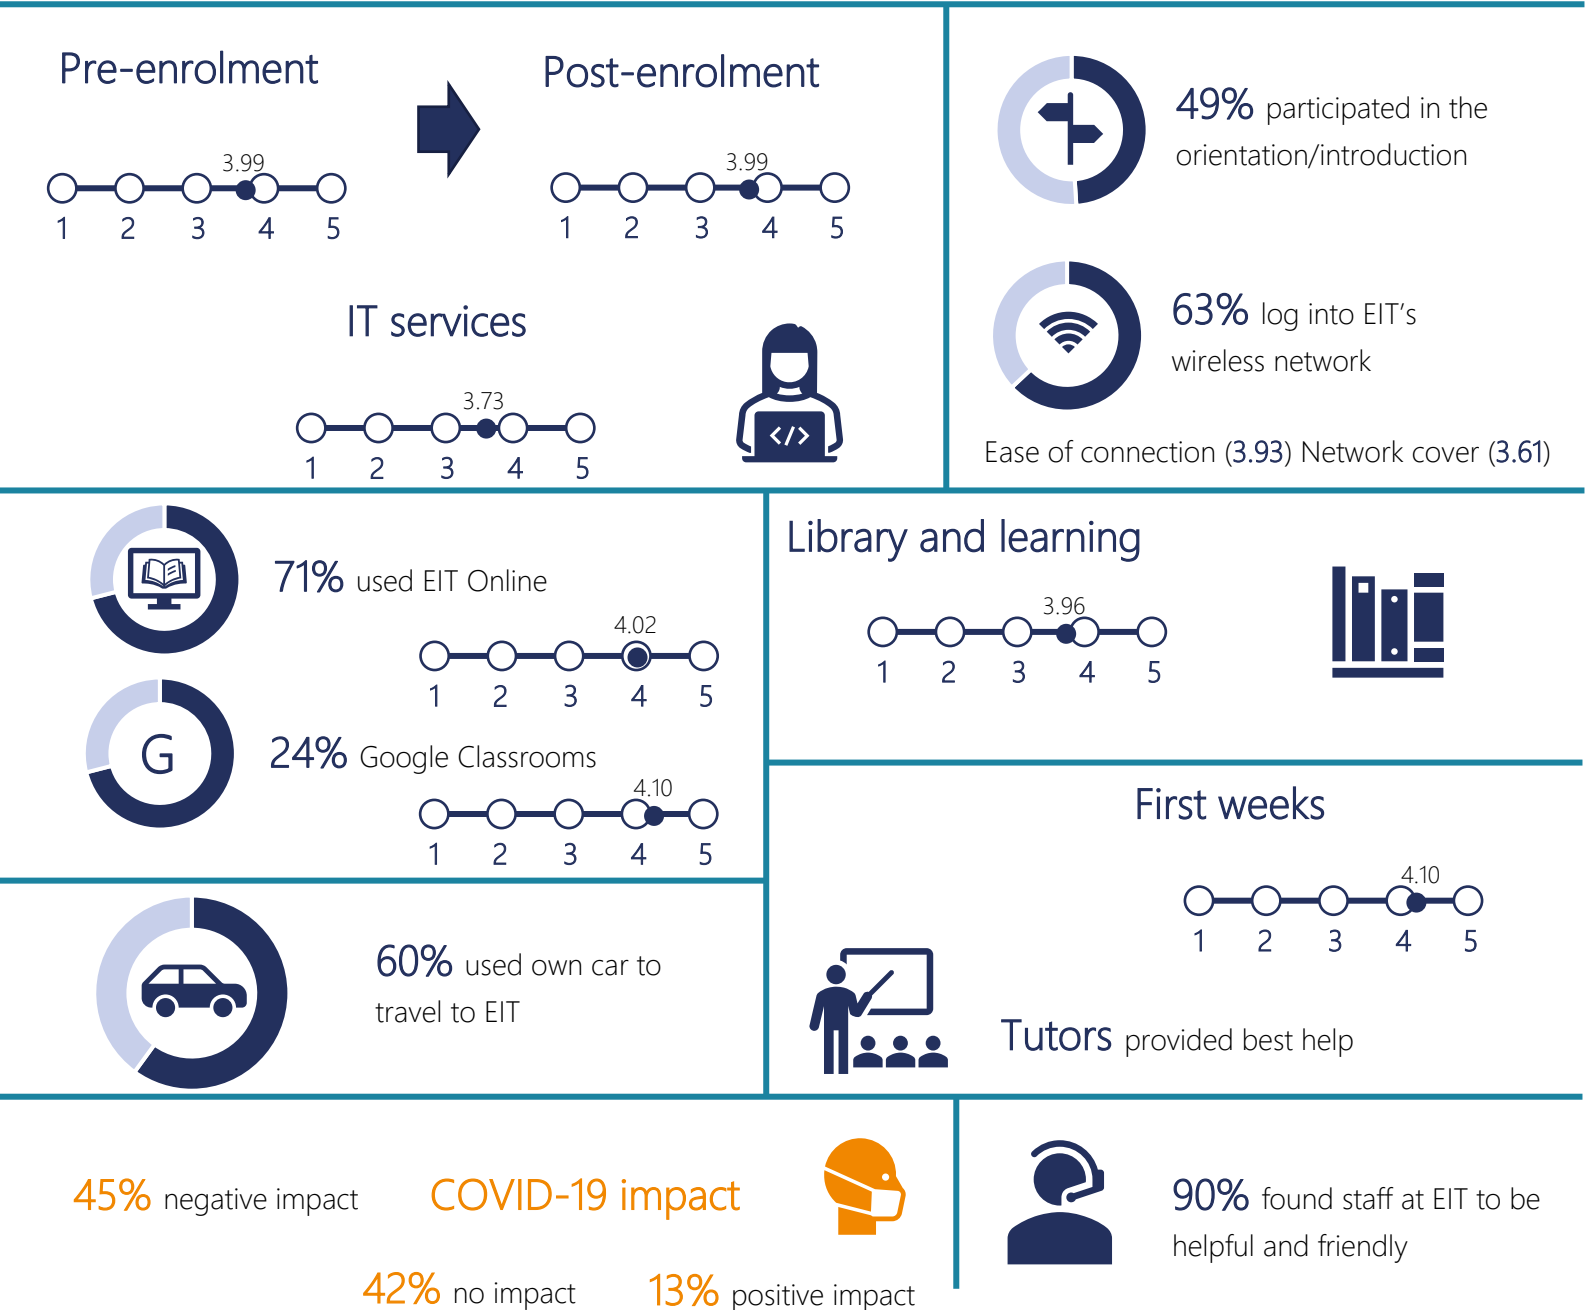 Pre-enrolment
3.99
1 2 3 4 5
Post-enrolment
3.99
1 2 3 4 5
IT services
3.73
1 2 3 4 5
</>
49% participated in the
orientation/introduction
63% log into EIT's
wireless network
Ease of connection (3.93) Network cover (3.61)
71% used EIT Online
4.02
1 2 3 4 5
G
24% Google Classrooms
4.10
1 2 3 4 5
Library and learning
3.96
1 2 3 4 5
First weeks
4.10
1 2 3 4 5
Tutors provided best help
60% used own car to
travel to EIT
COVID-19 impact
45% negative impact
42% no impact
13% positive impact
90% found staff at EIT to be
helpful and friendly